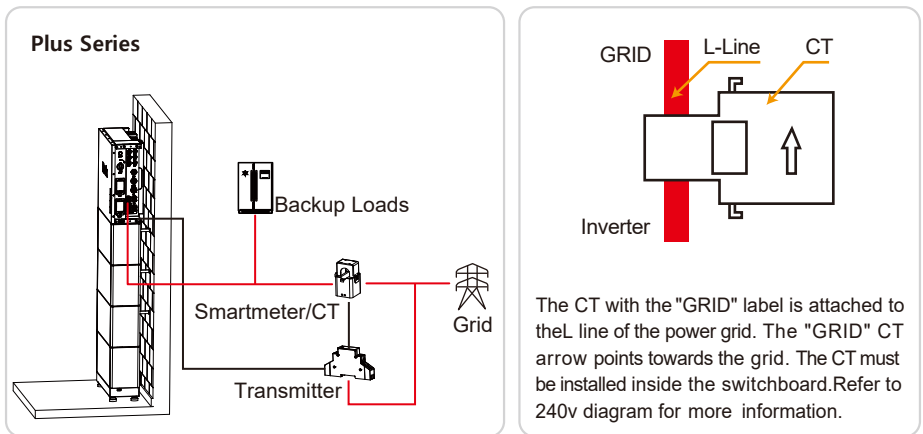 Plus Series
Backup Loads
Smartmeter/CT
Grid
Transmitter
GRID
L-Line
CT
Inverter
The CT with the "GRID" label is attached to
theL line of the power grid. The "GRID" CT
arrow points towards the grid. The CT must
be installed inside the switchboard.Refer to
240v diagram for more information.